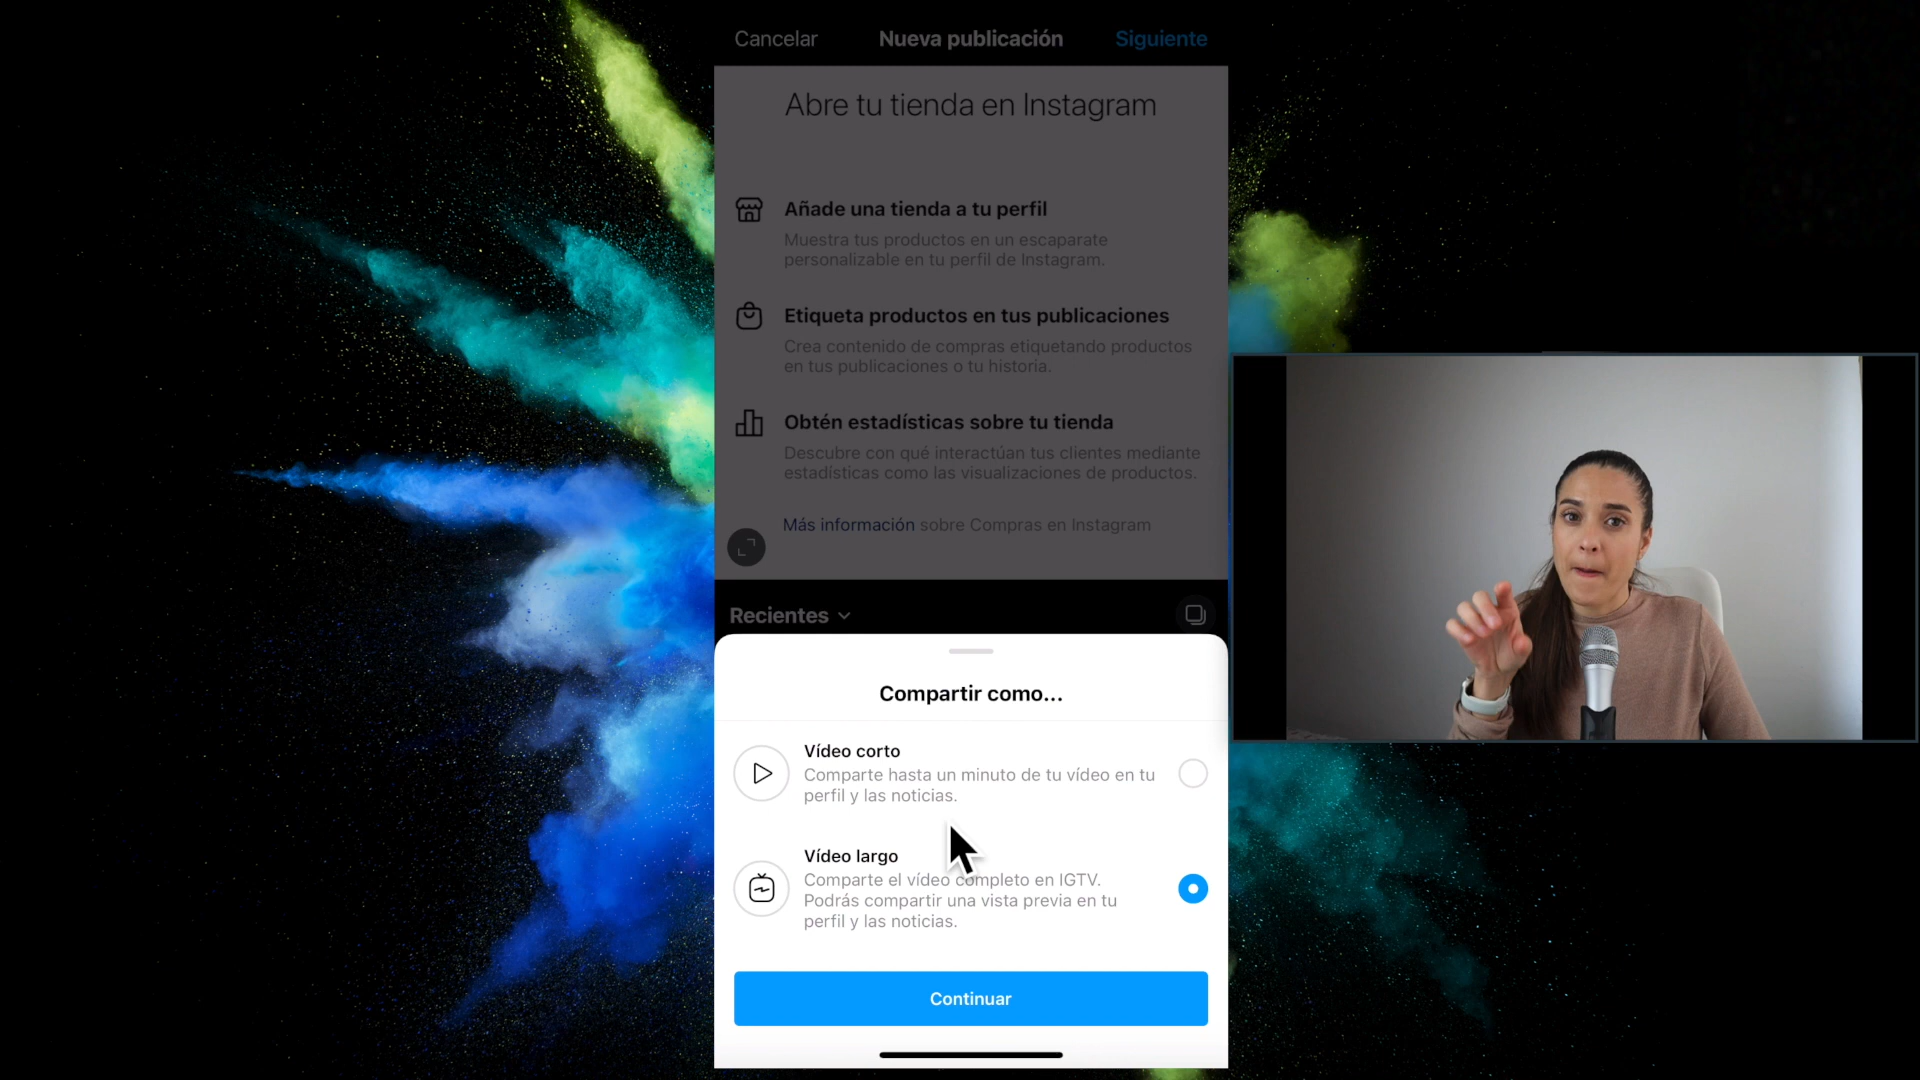 Cancelar
Nueva publicación
Siguiente
Abre tu tienda en Instagram
Añade una tienda a tu perfil
Muestra tus productos en un escaparate
personalizable en tu perfil de Instagram.
Etiqueta productos en tus publicaciones
Crea contenido de compras etiquetando productos
en tus publicaciones o tu historia.
Obtén estadísticas sobre tu tienda
Descubre con qué interactúan tus clientes mediante
estadísticas como las visualizaciones de productos.
Más información sobre Compras en Instagram
Recientes
Compartir como...
Vídeo corto
Comparte hasta un minuto de tu vídeo en tu
perfil y las noticias.
Vídeo largo
Comparte el vídeo completo en IGTV.
Podrás compartir una vista previa en tu
perfil y las noticias.
Continuar